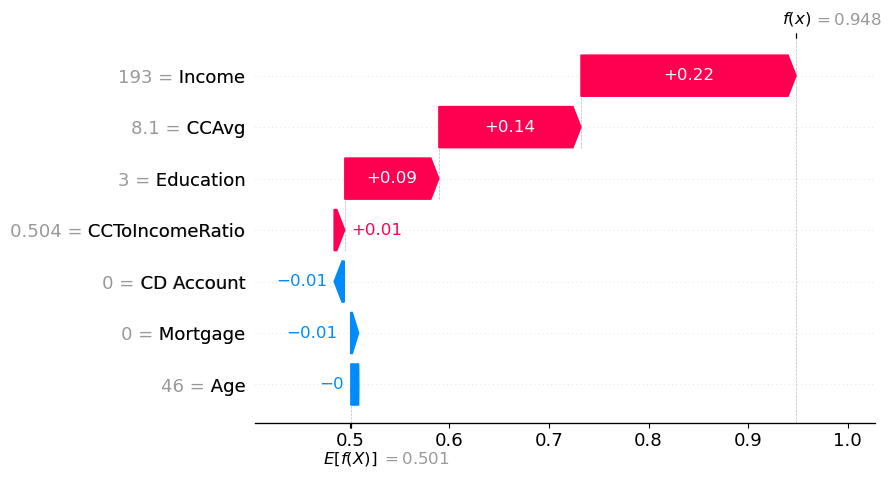 f(x) = 0.948
193 = Income
+0.22
8.1 = CCAvg
+0.14
3 = Education
+0.09
0.504 = CCToIncomeRatio
+0.01
0 = CD Account
−0.01
0 = Mortgage
−0.01
46 = Age
−0
0.5 0.6 0.7 0.8 0.9 1.0
E[f(X)] = 0.501